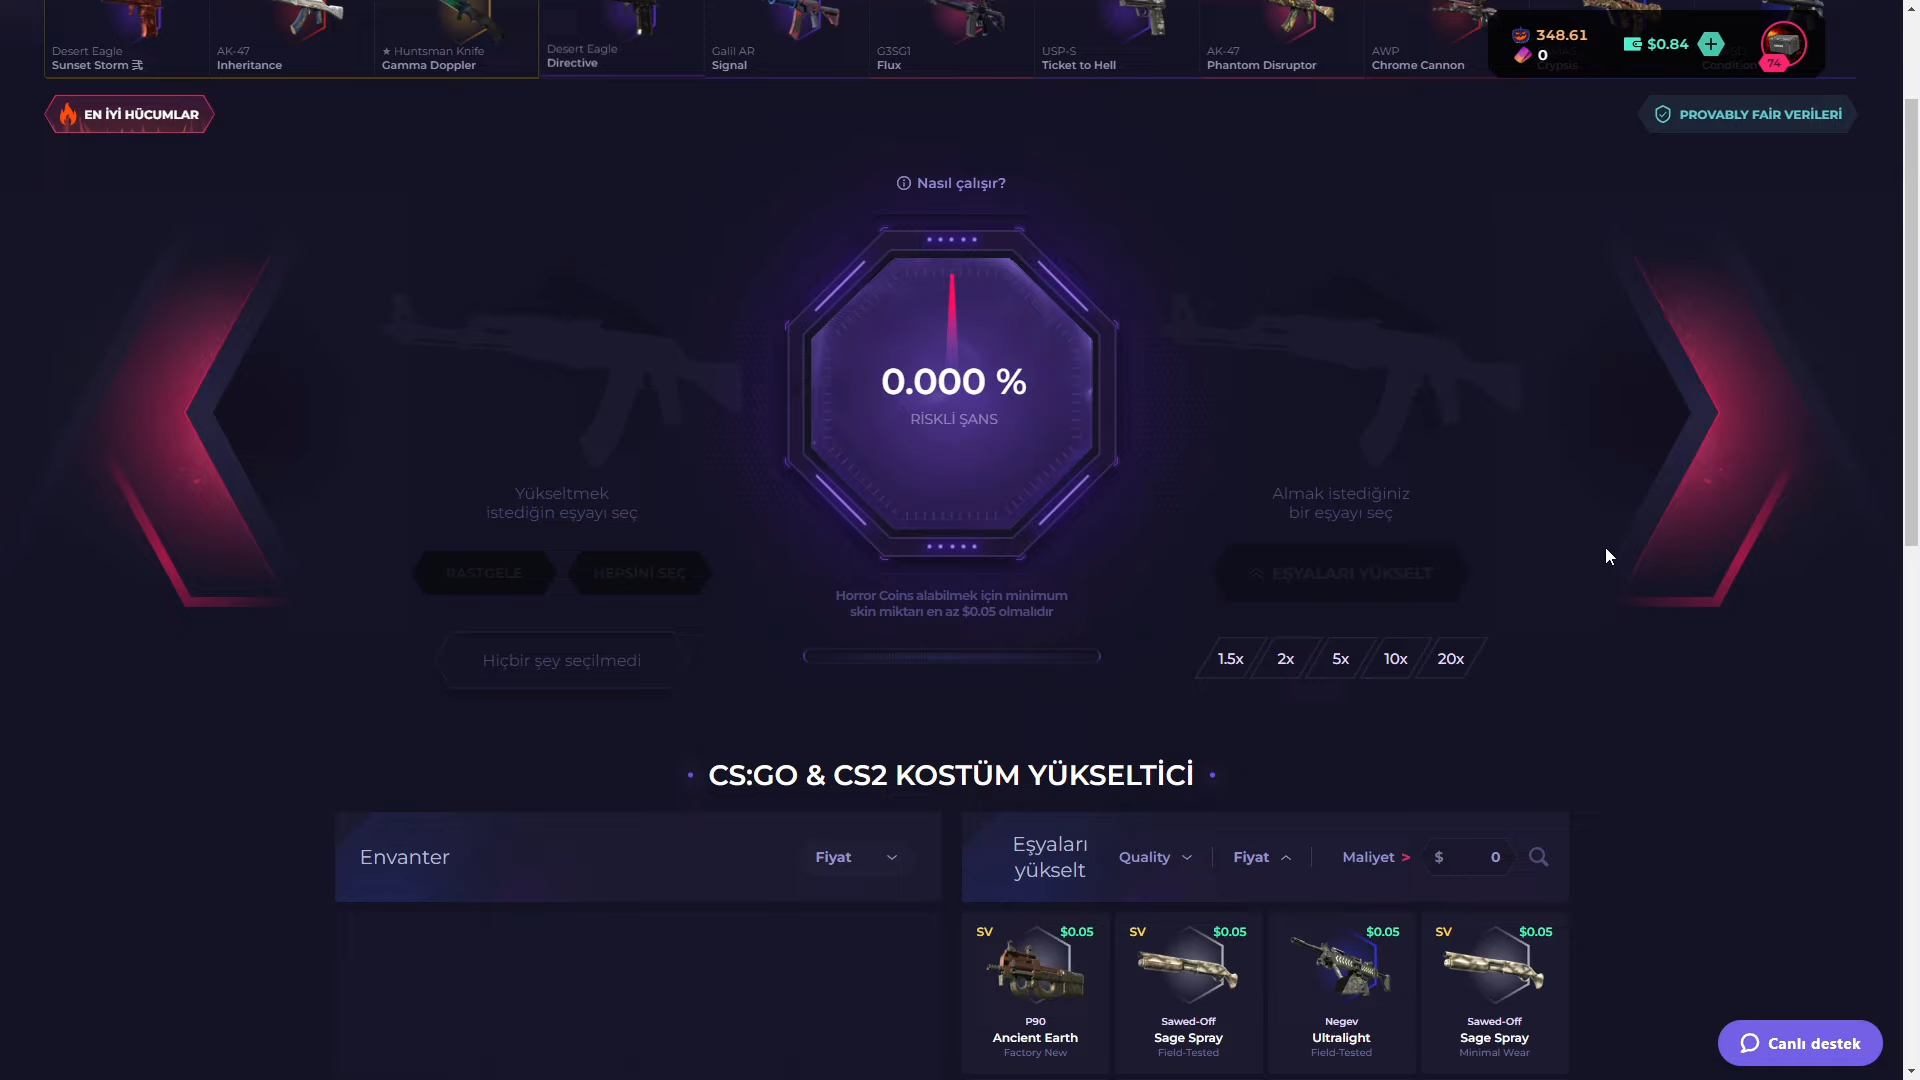 Desert Eagle
Sunset Storm 弐
AK-47
Inheritance
★ Huntsman Knife
Gamma Doppler
Desert Eagle
Directive
Galil AR
Signal
G3SG1
Flux
USP-S
Ticket to Hell
AK-47
Phantom Disruptor
AWP
Chrome Cannon
348.61
0
$0.84
74
EN İYİ HÜCUMLAR
PROVABLY FAİR VERİLERİ
Nasıl çalışır?
0.000 %
RİSKLİ ŞANS
Yükseltmek
istediğin eşyayı seç
Almak istediğiniz
bir eşyayı seç
RASTGELE
HEPSİNİ SEÇ
EŞYALARI YÜKSELT
Horror Coins alabilmek için minimum
skin miktarı en az $0.05 olmalıdır
Hiçbir şey seçilmedi
1.5x
2x
5x
10x
20x
• CS:GO & CS2 KOSTÜM YÜKSELTİCİ •
Envanter
Fiyat
Eşyaları
yükselt
Quality
Fiyat
Maliyet >
$ 0
SV $0.05
P90
Ancient Earth
Factory New
SV $0.05
Sawed-Off
Sage Spray
Field-Tested
$0.05
Negev
Ultralight
Field-Tested
SV $0.05
Sawed-Off
Sage Spray
Minimal Wear
Canlı destek